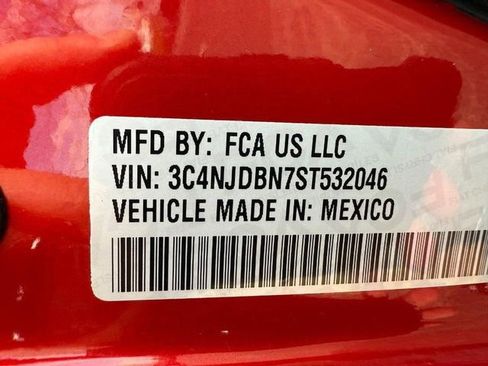 MFD BY: FCA US LLC
VIN: 3C4NJDBN7ST532046
VEHICLE MADE IN: MEXICO